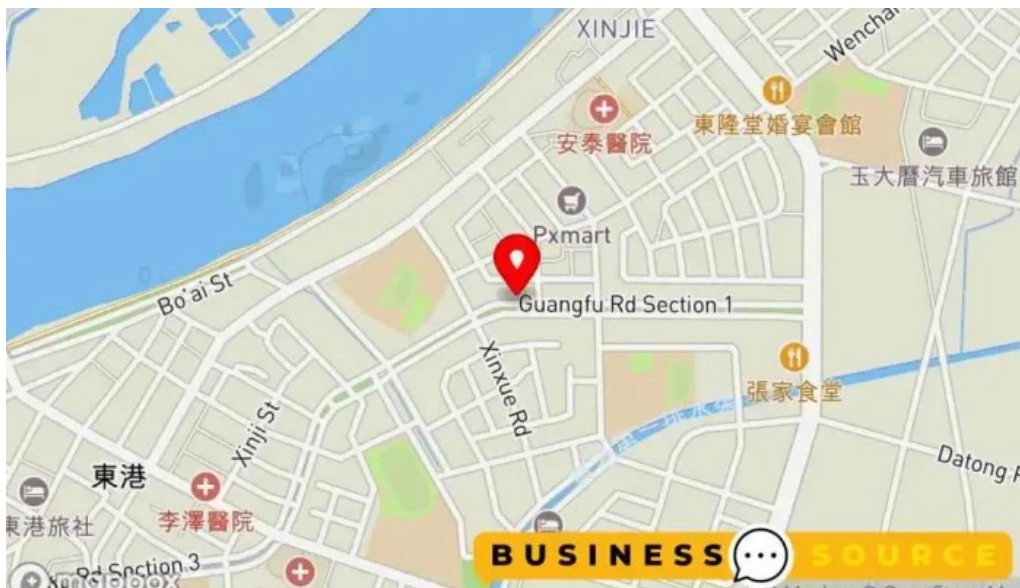 XINJIE
安泰醫院
東隆堂婚宴會館
玉大曆汽車旅館
Pxmart
Guangfu Rd Section 1
Bo'ai St
Xinxue Rd
張家食堂
Xinji St
東港
李澤醫院
東港旅社
Datong
Rd Section 3
mapbox
BUSINESS SOURCE